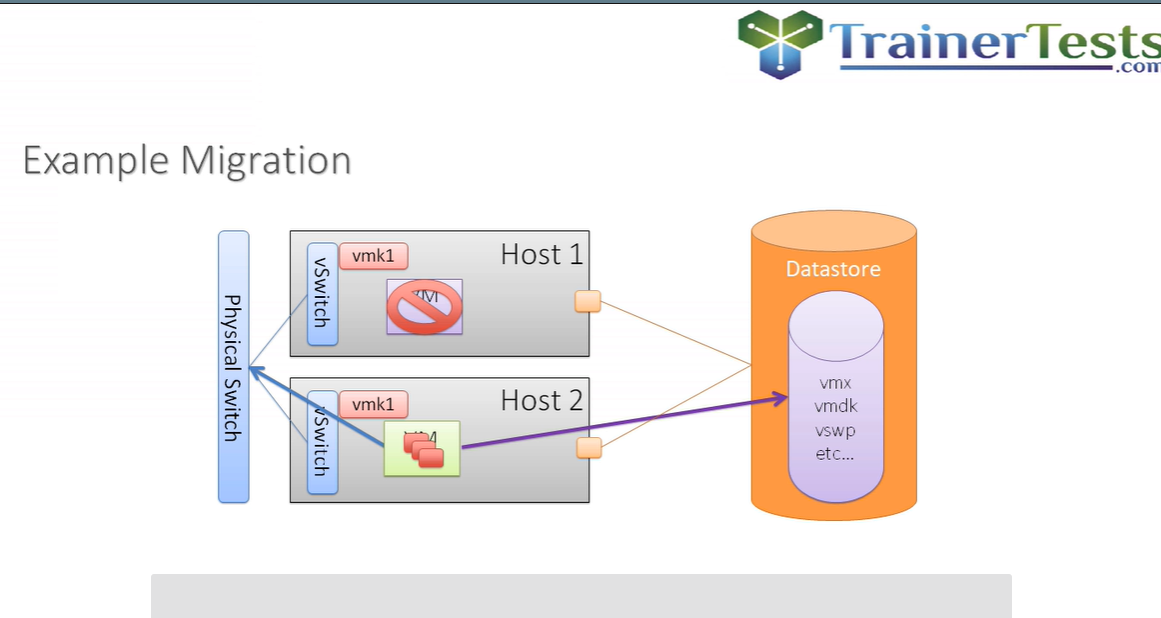 TrainerTests
.com
Example Migration
Physical Switch
vSwitch
vmk1
Host 1
VM
vSwitch
vmk1
Host 2
VM
Datastore
vmx
vmdk
vswp
etc...